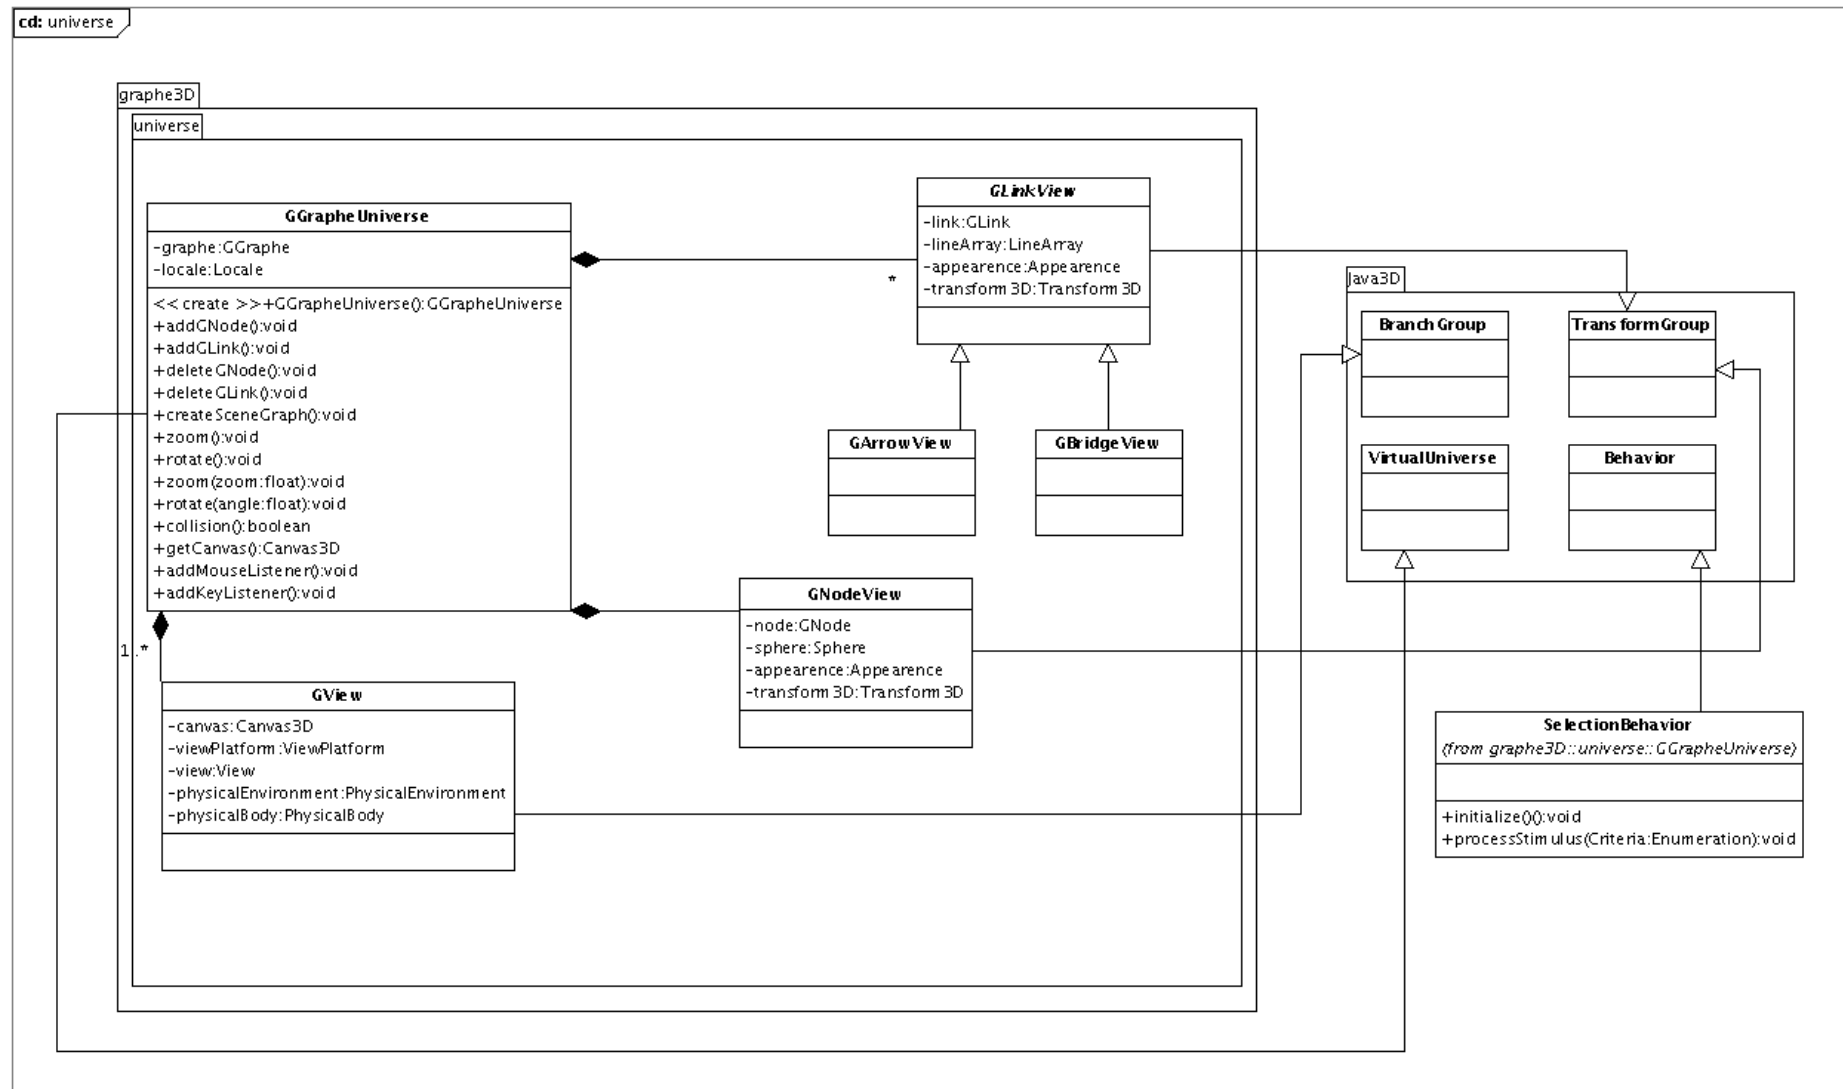 cd: universe
graphe3D
universe
GGrapheUniverse
-graphe:GGraphe
-locale:Locale
<< create >>+GGrapheUniverse():GGrapheUniverse
+addGNode():void
+addGLink():void
+deleteGNode():void
+deleteGLink():void
+createSceneGraph():void
+zoom():void
+rotate():void
+zoom(zoom:float):void
+rotate(angle:float):void
+collision():boolean
+getCanvas():Canvas3D
+addMouseListener():void
+addKeyListener():void
1..*
GLinkView
-link:GLink
-lineArray:LineArray
-appearence:Appearence
-transform3D:Transform3D
*
GArrowView
GBridgeView
GNodeView
-node:GNode
-sphere:Sphere
-appearence:Appearence
-transform3D:Transform3D
GView
-canvas:Canvas3D
-viewPlatform:ViewPlatform
-view:View
-physicalEnvironment:PhysicalEnvironment
-physicalBody:PhysicalBody
Java3D
BranchGroup
TransformGroup
VirtualUniverse
Behavior
SelectionBehavior
(from graphe3D::universe::GGrapheUniverse)
+initialize()():void
+processStimulus(Criteria:Enumeration):void